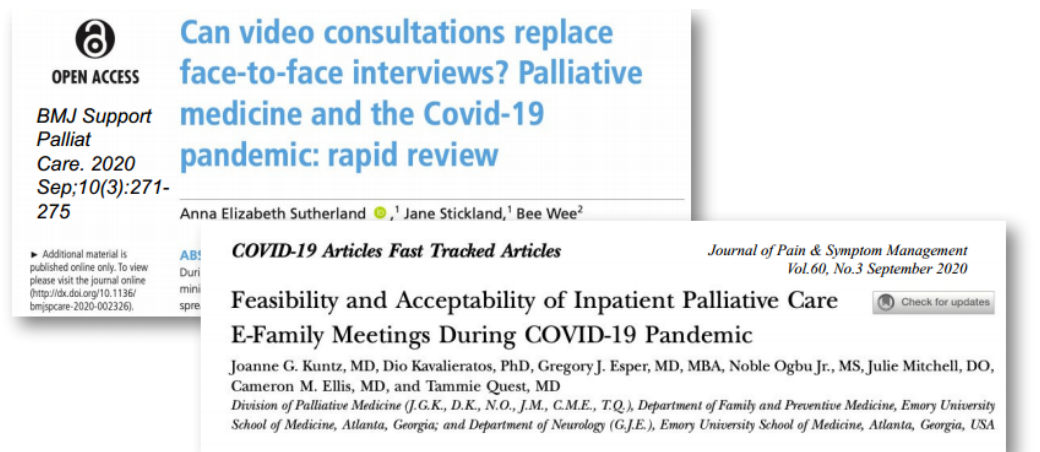 OPEN ACCESS
BMJ Support
Palliat
Care. 2020
Sep;10(3):271-
275
► Additional material is
published online only. To view
please visit the journal online
(http://dx.doi.org/10.1136/
bmjspcare-2020-002326).
Can video consultations replace
face-to-face interviews? Palliative
medicine and the Covid-19
pandemic: rapid review
Anna Elizabeth Sutherland ,1 Jane Stickland,1 Bee Wee2
COVID-19 Articles Fast Tracked Articles
Journal of Pain & Symptom Management
Vol.60, No.3 September 2020
Feasibility and Acceptability of Inpatient Palliative Care
E-Family Meetings During COVID-19 Pandemic
Check for updates
Joanne G. Kuntz, MD, Dio Kavalieratos, PhD, Gregory J. Esper, MD, MBA, Noble Ogbu Jr., MS, Julie Mitchell, DO,
Cameron M. Ellis, MD, and Tammie Quest, MD
Division of Palliative Medicine (J.G.K., D.K., N.O., J.M., C.M.E., T.Q.), Department of Family and Preventive Medicine, Emory University
School of Medicine, Atlanta, Georgia; and Department of Neurology (G.J.E.), Emory University School of Medicine, Atlanta, Georgia, USA